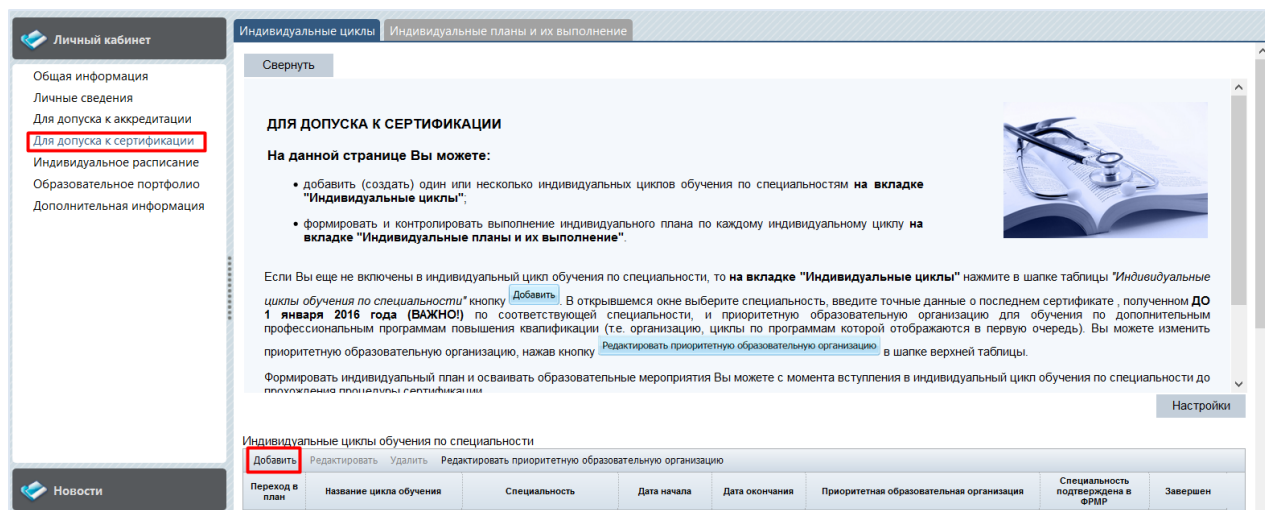 Личный кабинет
Общая информация
Личные сведения
Для допуска к аккредитации
Для допуска к сертификации
Индивидуальное расписание
Образовательное портфолио
Дополнительная информация
Новости
Индивидуальные циклы Индивидуальные планы и их выполнение
Свернуть
ДЛЯ ДОПУСКА К СЕРТИФИКАЦИИ
На данной странице Вы можете:
• добавить (создать) один или несколько индивидуальных циклов обучения по специальностям на вкладке
"Индивидуальные циклы";
• формировать и контролировать выполнение индивидуального плана по каждому индивидуальному циклу на
вкладке "Индивидуальные планы и их выполнение".
Если Вы еще не включены в индивидуальный цикл обучения по специальности, то на вкладке "Индивидуальные циклы" нажмите в шапке таблицы "Индивидуальные
циклы обучения по специальности" кнопку Добавить . В открывшемся окне выберите специальность, введите точные данные о последнем сертификате , полученном ДО
1 января 2016 года (ВАЖНО!) по соответствующей специальности, и приоритетную образовательную организацию для обучения по дополнительным
профессиональным программам повышения квалификации (т.е. организацию, циклы по программам которой отображаются в первую очередь). Вы можете изменить
приоритетную образовательную организацию, нажав кнопку Редактировать приоритетную образовательную организацию в шапке верхней таблицы.
Формировать индивидуальный план и осваивать образовательные мероприятия Вы можете с момента вступления в индивидуальный цикл обучения по специальности до
прохождения процедуры сертификации
Настройки
Индивидуальные циклы обучения по специальности
Добавить Редактировать Удалить Редактировать приоритетную образовательную организацию
Переход в
план
Название цикла обучения
Специальность
Дата начала
Дата окончания
Приоритетная образовательная организация
Специальность
подтверждена в
ФРМР
Завершен